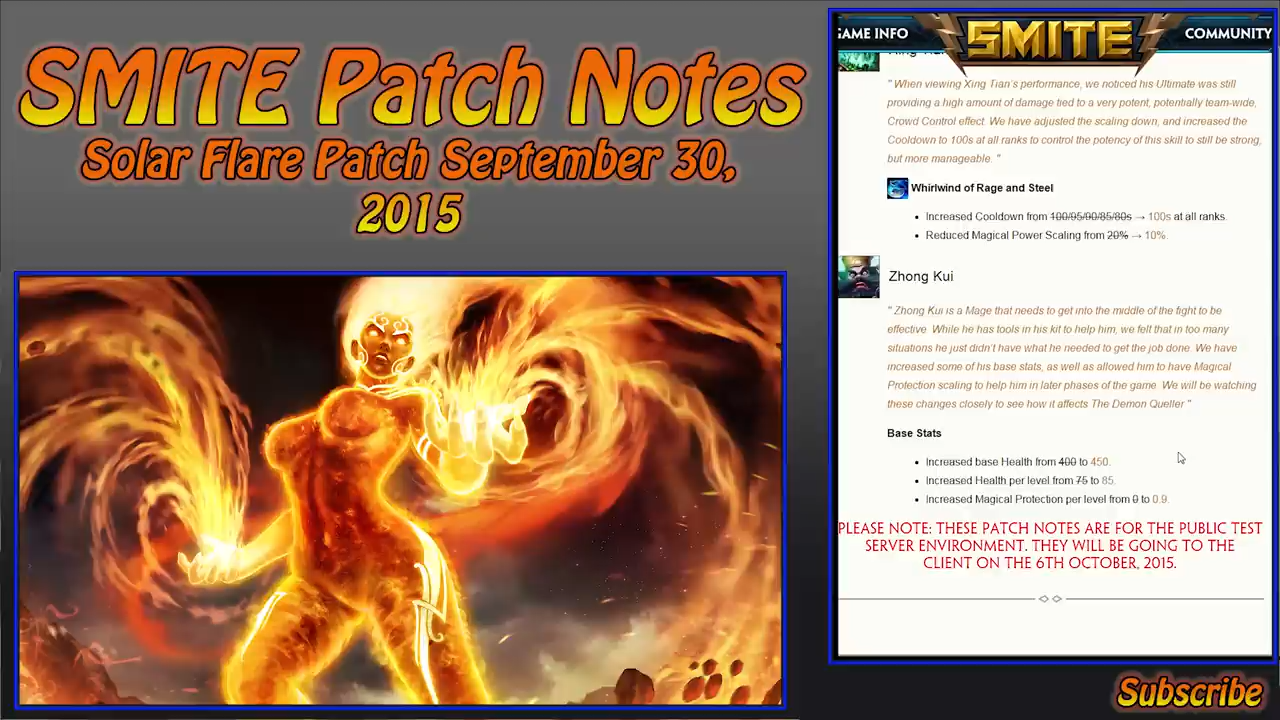 SMITE Patch Notes
Solar Flare Patch September 30,
2015
GAME INFO
SMITE
COMMUNITY
" When viewing Xing Tian's performance, we noticed his Ultimate was still
providing a high amount of damage tied to a very potent, potentially team-wide,
Crowd Control effect. We have adjusted the scaling down, and increased the
Cooldown to 100s at all ranks to control the potency of this skill to still be strong,
but more manageable. "
Whirlwind of Rage and Steel
• Increased Cooldown from 100/95/90/85/80s → 100s at all ranks.
• Reduced Magical Power Scaling from 20% → 10%.
Zhong Kui
" Zhong Kui is a Mage that needs to get into the middle of the fight to be
effective. While he has tools in his kit to help him, we felt that in too many
situations he just didn't have what he needed to get the job done. We have
increased some of his base stats, as well as allowed him to have Magical
Protection scaling to help him in later phases of the game. We will be watching
these changes closely to see how it affects The Demon Queller "
Base Stats
• Increased base Health from 400 to 450.
• Increased Health per level from 75 to 85.
• Increased Magical Protection per level from 0 to 0.9.
PLEASE NOTE: THESE PATCH NOTES ARE FOR THE PUBLIC TEST
SERVER ENVIRONMENT. THEY WILL BE GOING TO THE
CLIENT ON THE 6TH OCTOBER, 2015.
Subscribe